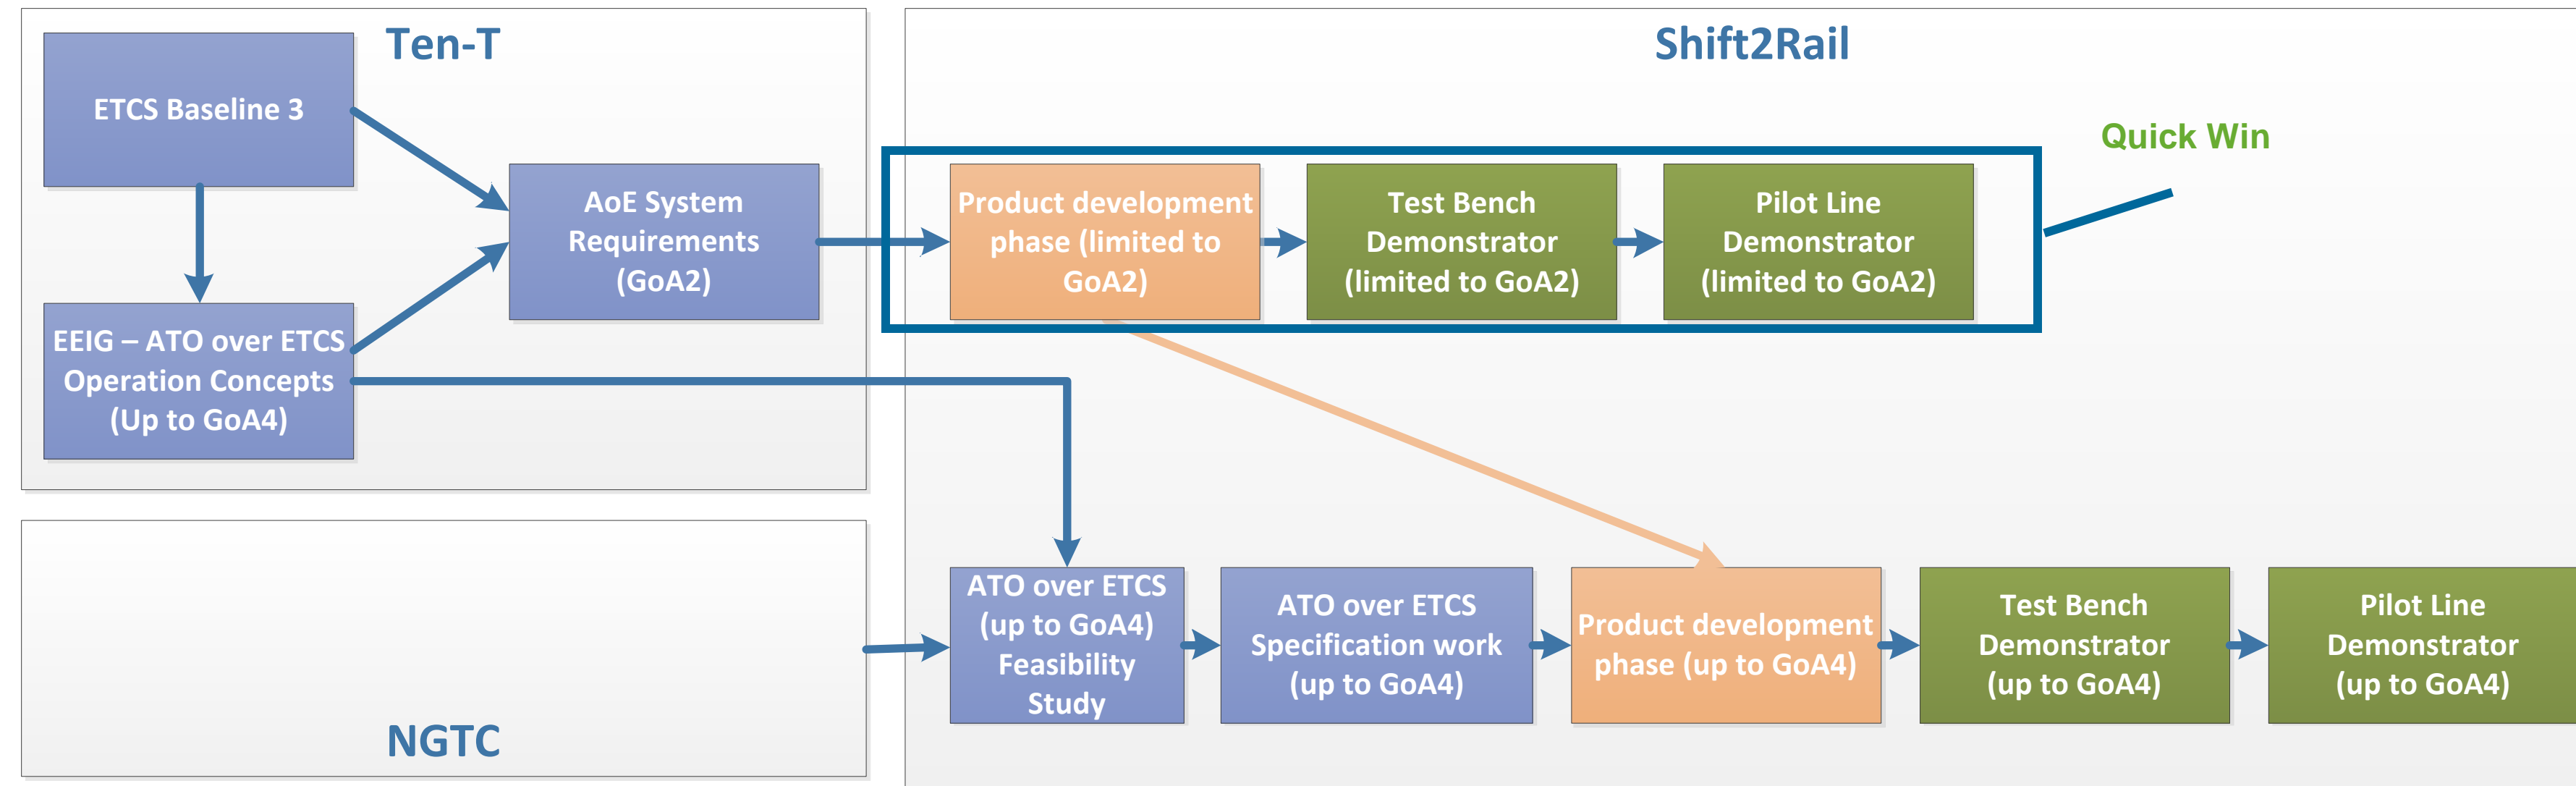 Ten-T
ETCS Baseline 3
AoE System
Requirements
(GoA2)
EEIG – ATO over ETCS
Operation Concepts
(Up to GoA4)
NGTC
Shift2Rail
Quick Win
Product development
phase (limited to
GoA2)
Test Bench
Demonstrator
(limited to GoA2)
Pilot Line
Demonstrator
(limited to GoA2)
ATO over ETCS
(up to GoA4)
Feasibility
Study
ATO over ETCS
Specification work
(up to GoA4)
Product development
phase (up to GoA4)
Test Bench
Demonstrator
(up to GoA4)
Pilot Line
Demonstrator
(up to GoA4)